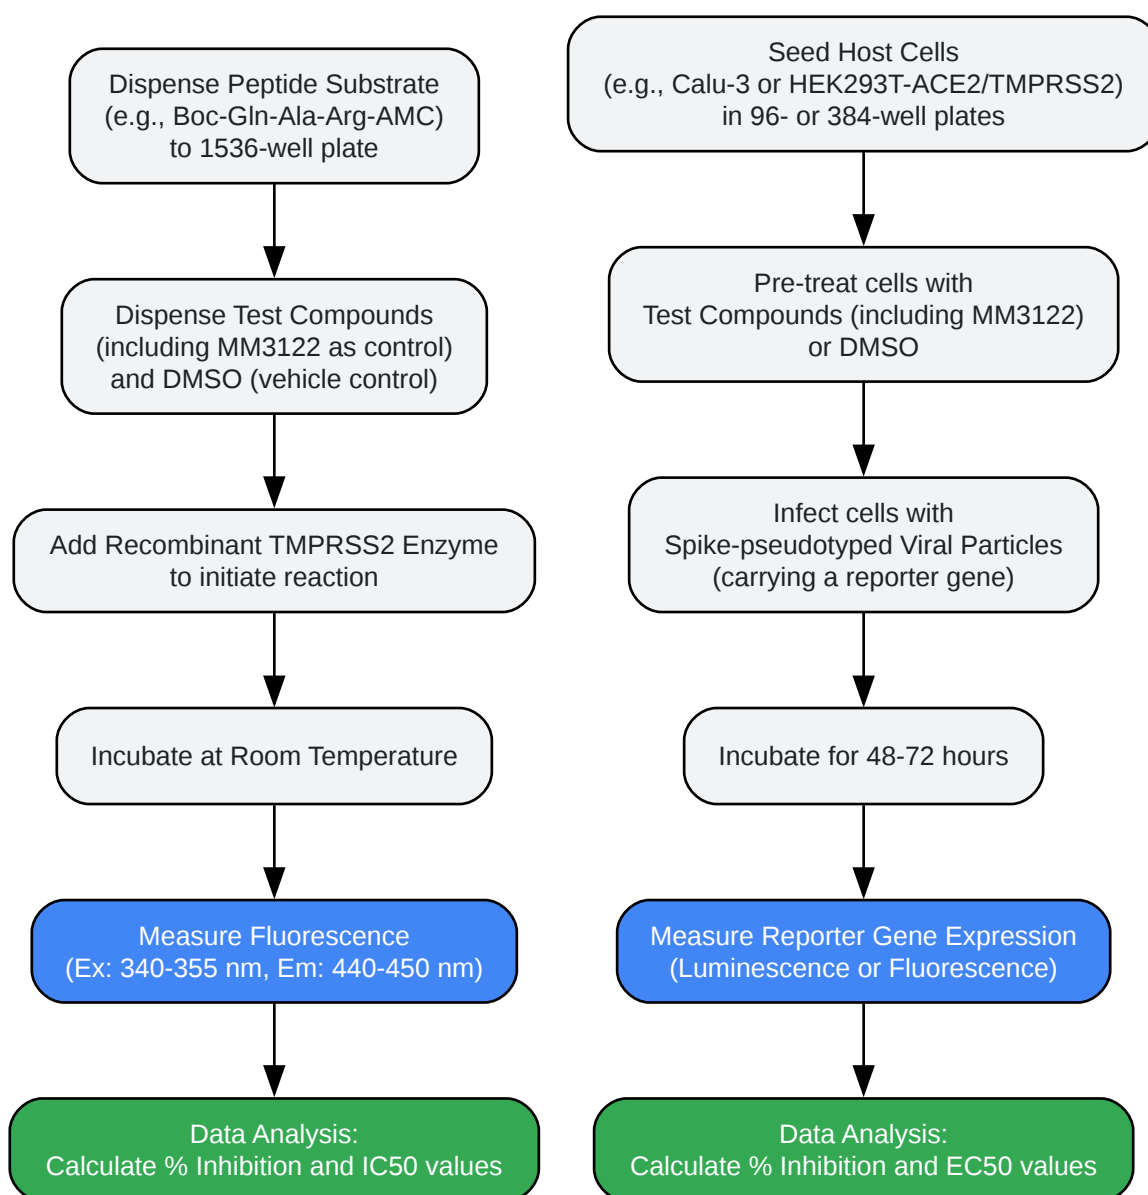 Dispense Peptide Substrate
(e.g., Boc-Gln-Ala-Arg-AMC)
to 1536-well plate
Dispense Test Compounds
(including MM3122 as control)
and DMSO (vehicle control)
Add Recombinant TMPRSS2 Enzyme
to initiate reaction
Incubate at Room Temperature
Measure Fluorescence
(Ex: 340-355 nm, Em: 440-450 nm)
Data Analysis:
Calculate % Inhibition and IC50 values
Seed Host Cells
(e.g., Calu-3 or HEK293T-ACE2/TMPRSS2)
in 96- or 384-well plates
Pre-treat cells with
Test Compounds (including MM3122)
or DMSO
Infect cells with
Spike-pseudotyped Viral Particles
(carrying a reporter gene)
Incubate for 48-72 hours
Measure Reporter Gene Expression
(Luminescence or Fluorescence)
Data Analysis:
Calculate % Inhibition and EC50 values